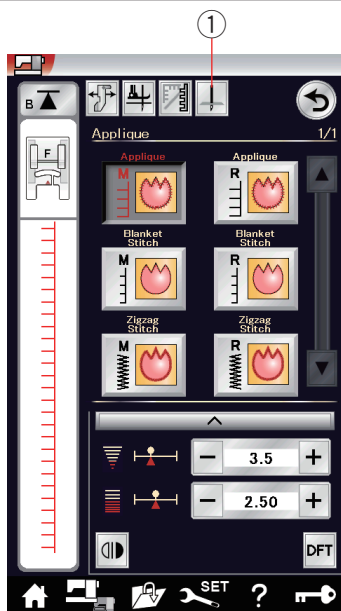 1
B
F
Applique 1/1
Applique Applique
M R
Blanket Stitch Blanket Stitch
M R
Zigzag Stitch Zigzag Stitch
M R
− 3.5 +
− 2.50 +
DFT
SET ?